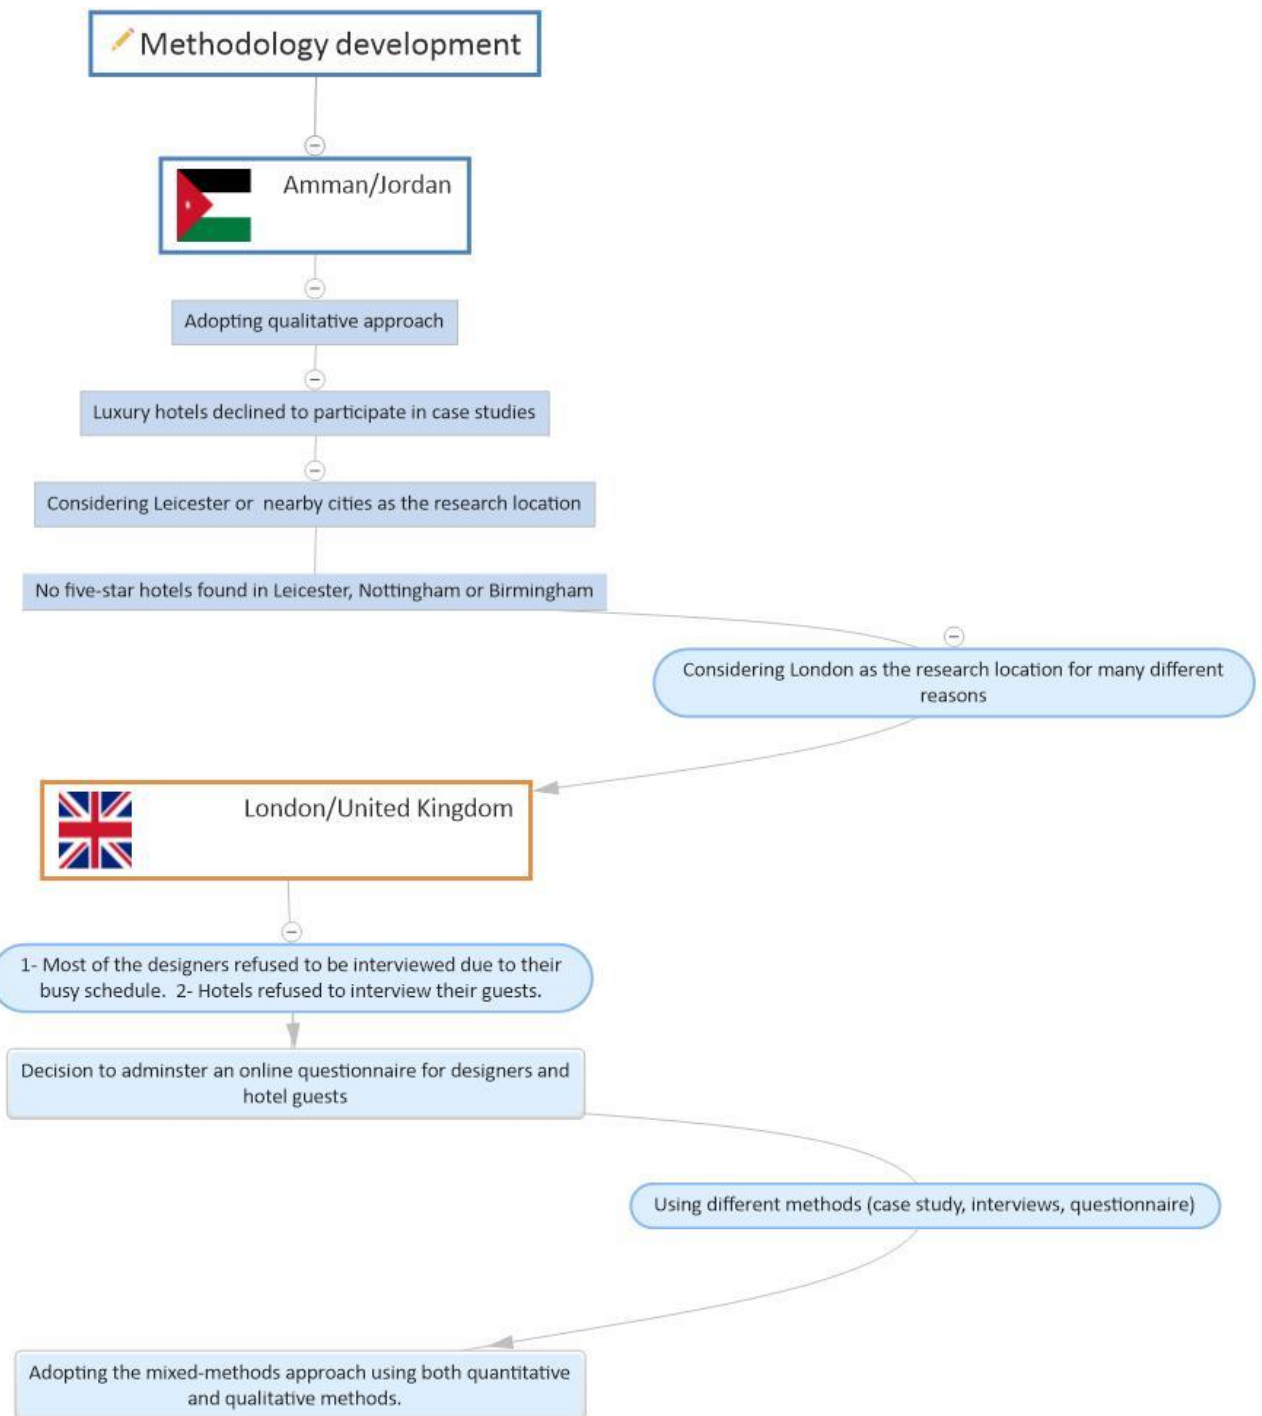 Methodology development
Amman/Jordan
Adopting qualitative approach
Luxury hotels declined to participate in case studies
Considering Leicester or nearby cities as the research location
No five-star hotels found in Leicester, Nottingham or Birmingham
Considering London as the research location for many different
reasons
London/United Kingdom
1- Most of the designers refused to be interviewed due to their
busy schedule. 2- Hotels refused to interview their guests.
Decision to adminster an online questionnaire for designers and
hotel guests
Using different methods (case study, interviews, questionnaire)
Adopting the mixed-methods approach using both quantitative
and qualitative methods.